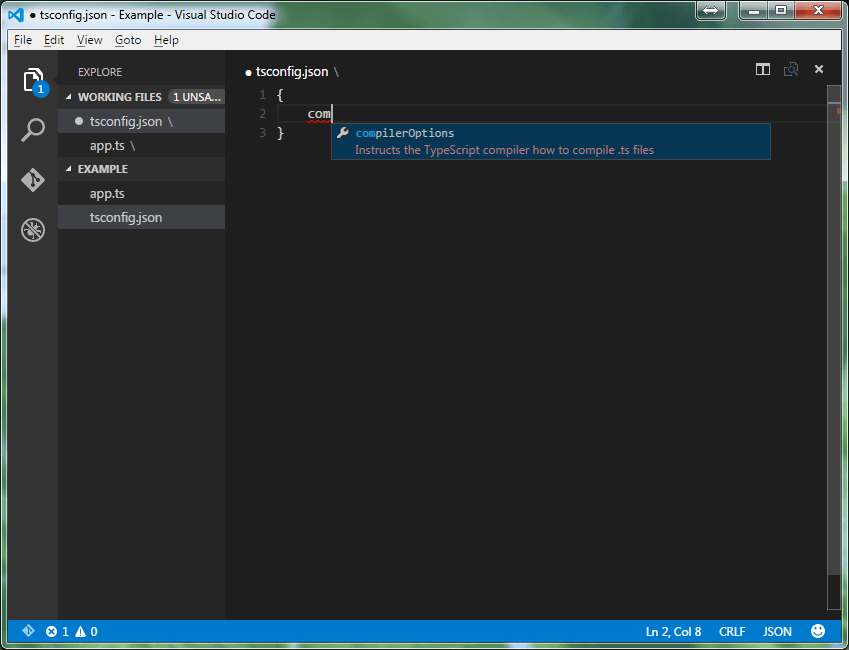 ● tsconfig.json - Example - Visual Studio Code
File Edit View Goto Help
EXPLORE
● tsconfig.json \
1
WORKING FILES 1 UNSA...
● tsconfig.json \
app.ts \
EXAMPLE
app.ts
tsconfig.json
1 {
2 com
3 }
compilerOptions
Instructs the TypeScript compiler how to compile .ts files
1 0 Ln 2, Col 8 CRLF JSON